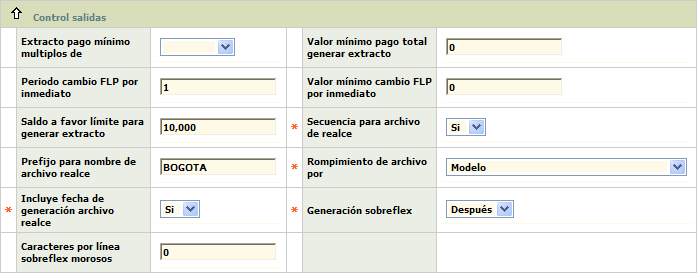 Control salidas
Extracto pago mínimo
multiplos de
Valor mínimo pago total
generar extracto
0
Periodo cambio FLP por
inmediato
1
Valor mínimo cambio FLP
por inmediato
0
Saldo a favor límite para
generar extracto
10,000
* Secuencia para archivo
de realce
Si
Prefijo para nombre de
archivo realce
BOGOTA
* Rompimiento de archivo
por
Modelo
* Incluye fecha de
generación archivo
realce
Si
* Generación sobreflex
Después
Caracteres por línea
sobreflex morosos
0